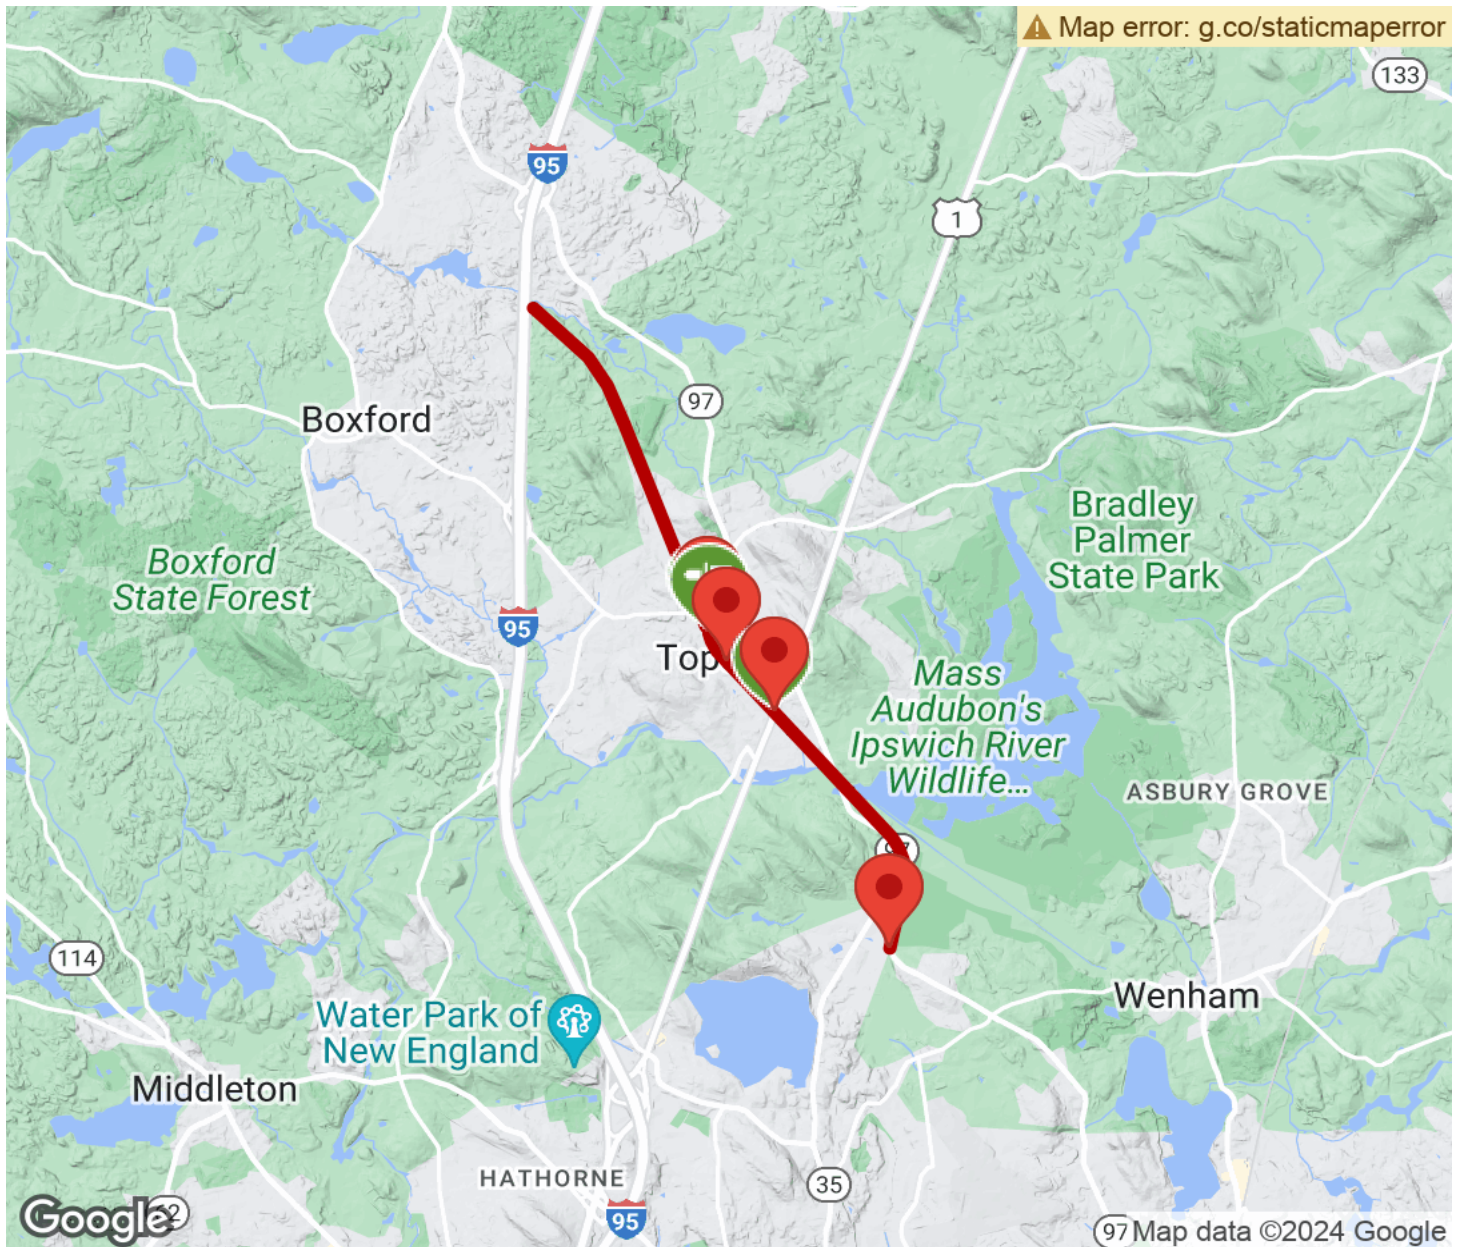 Map error: g.co/staticmaperror
133
95
1
97
Boxford
Bradley
Palmer
State Park
Boxford
State Forest
95
Top
Mass
Audubon's
Ipswich River
Wildlife...
ASBURY GROVE
114
Wenham
Water Park of
New England
Middleton
HATHORNE
35
95
Google
97
Map data ©2024 Google